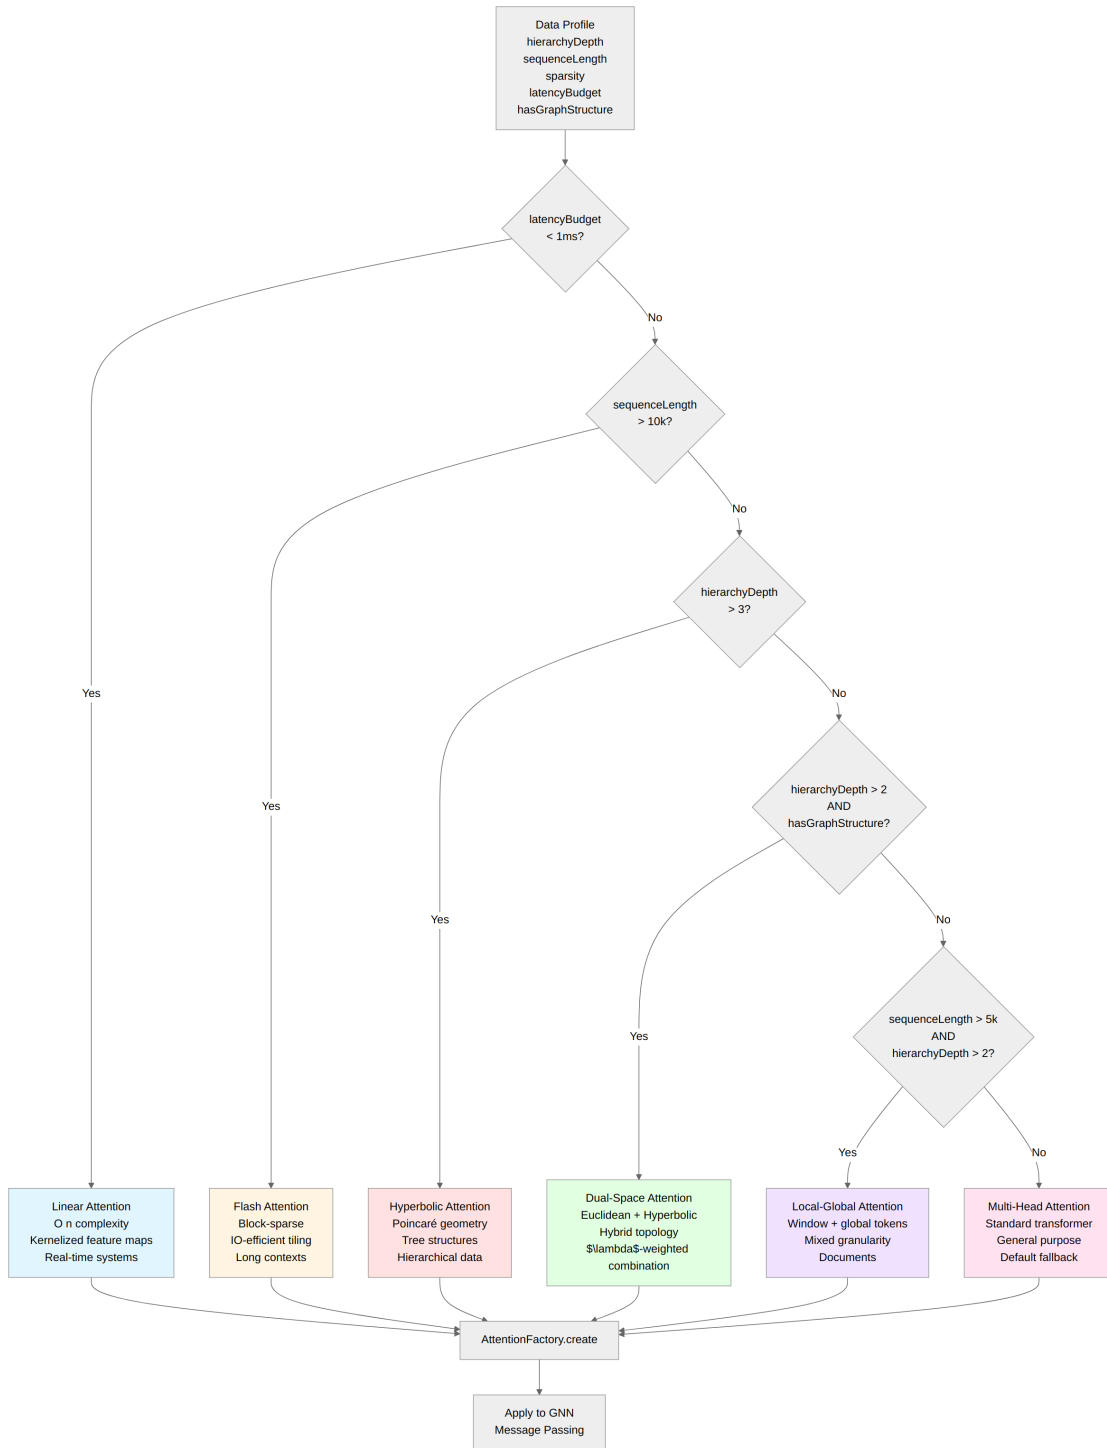 Data Profile
hierarchyDepth
sequenceLength
sparsity
latencyBudget
hasGraphStructure
latencyBudget
< 1ms?
No
sequenceLength
> 10k?
No
hierarchyDepth
> 3?
Yes
No
hierarchyDepth > 2
AND
hasGraphStructure?
Yes
Yes
No
sequenceLength > 5k
AND
hierarchyDepth > 2?
Yes
Yes
No
Linear Attention
O n complexity
Kernelized feature maps
Real-time systems
Flash Attention
Block-sparse
IO-efficient tiling
Long contexts
Hyperbolic Attention
Poincaré geometry
Tree structures
Hierarchical data
Dual-Space Attention
Euclidean + Hyperbolic
Hybrid topology
$\lambda$-weighted
combination
Local-Global Attention
Window + global tokens
Mixed granularity
Documents
Multi-Head Attention
Standard transformer
General purpose
Default fallback
AttentionFactory.create
Apply to GNN
Message Passing